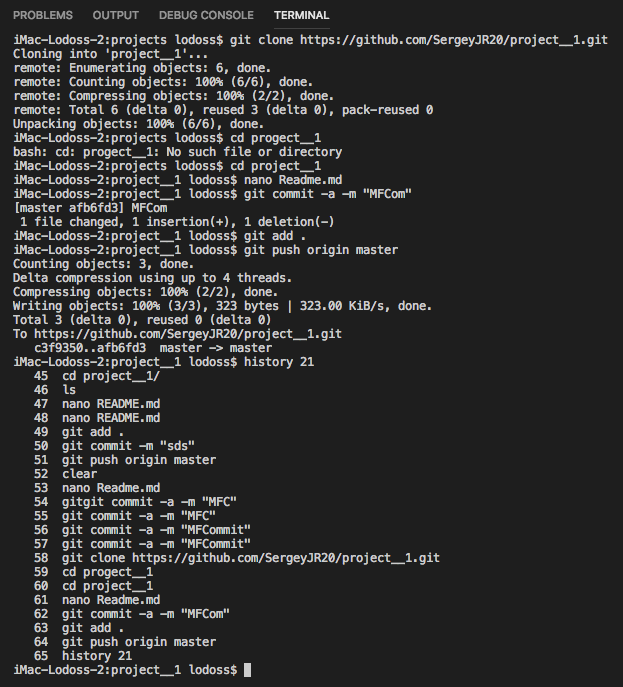 PROBLEMS OUTPUT DEBUG CONSOLE TERMINAL
iMac-Lodoss-2:projects lodoss$ git clone https://github.com/SergeyJR20/project__1.git
Cloning into 'project__1'...
remote: Enumerating objects: 6, done.
remote: Counting objects: 100% (6/6), done.
remote: Compressing objects: 100% (2/2), done.
remote: Total 6 (delta 0), reused 3 (delta 0), pack-reused 0
Unpacking objects: 100% (6/6), done.
iMac-Lodoss-2:projects lodoss$ cd progect__1
bash: cd: progect__1: No such file or directory
iMac-Lodoss-2:projects lodoss$ cd project__1
iMac-Lodoss-2:project__1 lodoss$ nano Readme.md
iMac-Lodoss-2:project__1 lodoss$ git commit -a -m "MFCom"
[master afb6fd3] MFCom
 1 file changed, 1 insertion(+), 1 deletion(-)
iMac-Lodoss-2:project__1 lodoss$ git add .
iMac-Lodoss-2:project__1 lodoss$ git push origin master
Counting objects: 3, done.
Delta compression using up to 4 threads.
Compressing objects: 100% (2/2), done.
Writing objects: 100% (3/3), 323 bytes | 323.00 KiB/s, done.
Total 3 (delta 0), reused 0 (delta 0)
To https://github.com/SergeyJR20/project__1.git
   c3f9350..afb6fd3  master -> master
iMac-Lodoss-2:project__1 lodoss$ history 21
   45  cd project__1/
   46  ls
   47  nano README.md
   48  nano README.md
   49  git add .
   50  git commit -m "sds"
   51  git push origin master
   52  clear
   53  nano Readme.md
   54  gitgit commit -a -m "MFC"
   55  git commit -a -m "MFC"
   56  git commit -a -m "MFCommit"
   57  git commit -a -m "MFCommit"
   58  git clone https://github.com/SergeyJR20/project__1.git
   59  cd progect__1
   60  cd project__1
   61  nano Readme.md
   62  git commit -a -m "MFCom"
   63  git add .
   64  git push origin master
   65  history 21
iMac-Lodoss-2:project__1 lodoss$